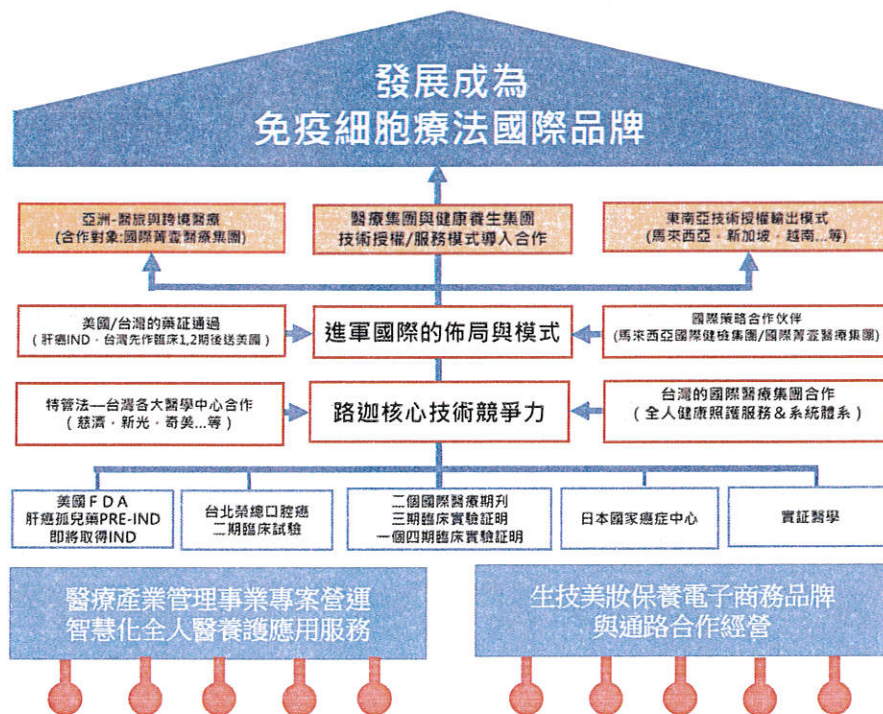 發展成為
免疫細胞療法國際品牌
亞洲-醫旅與跨境醫療
(合作對象:國際菁壹醫療集團)
醫療集團與健康養生集團
技術授權/服務模式導入合作
東南亞技術授權輸出模式
(馬來西亞．新加坡．越南...等)
美國/台灣的藥証通過
（肝癌IND．台灣先作臨床1,2期後送美國）
進軍國際的佈局與模式
國際策略合作伙伴
(馬來西亞國際健檢集團/國際菁壹醫療集團)
特管法—台灣各大醫學中心合作
（慈濟．新光．奇美...等）
路迦核心技術競爭力
台灣的國際醫療集團合作
（全人健康照護服務＆系統體系）
美國ＦＤＡ
肝癌孤兒藥PRE-IND
即將取得IND
台北榮總口腔癌
二期臨床試驗
二個國際醫療期刊
三期臨床實驗証明
一個四期臨床實驗証明
日本國家癌症中心
實証醫學
醫療產業管理事業專案營運
智慧化全人醫養護應用服務
生技美妝保養電子商務品牌
與通路合作經營